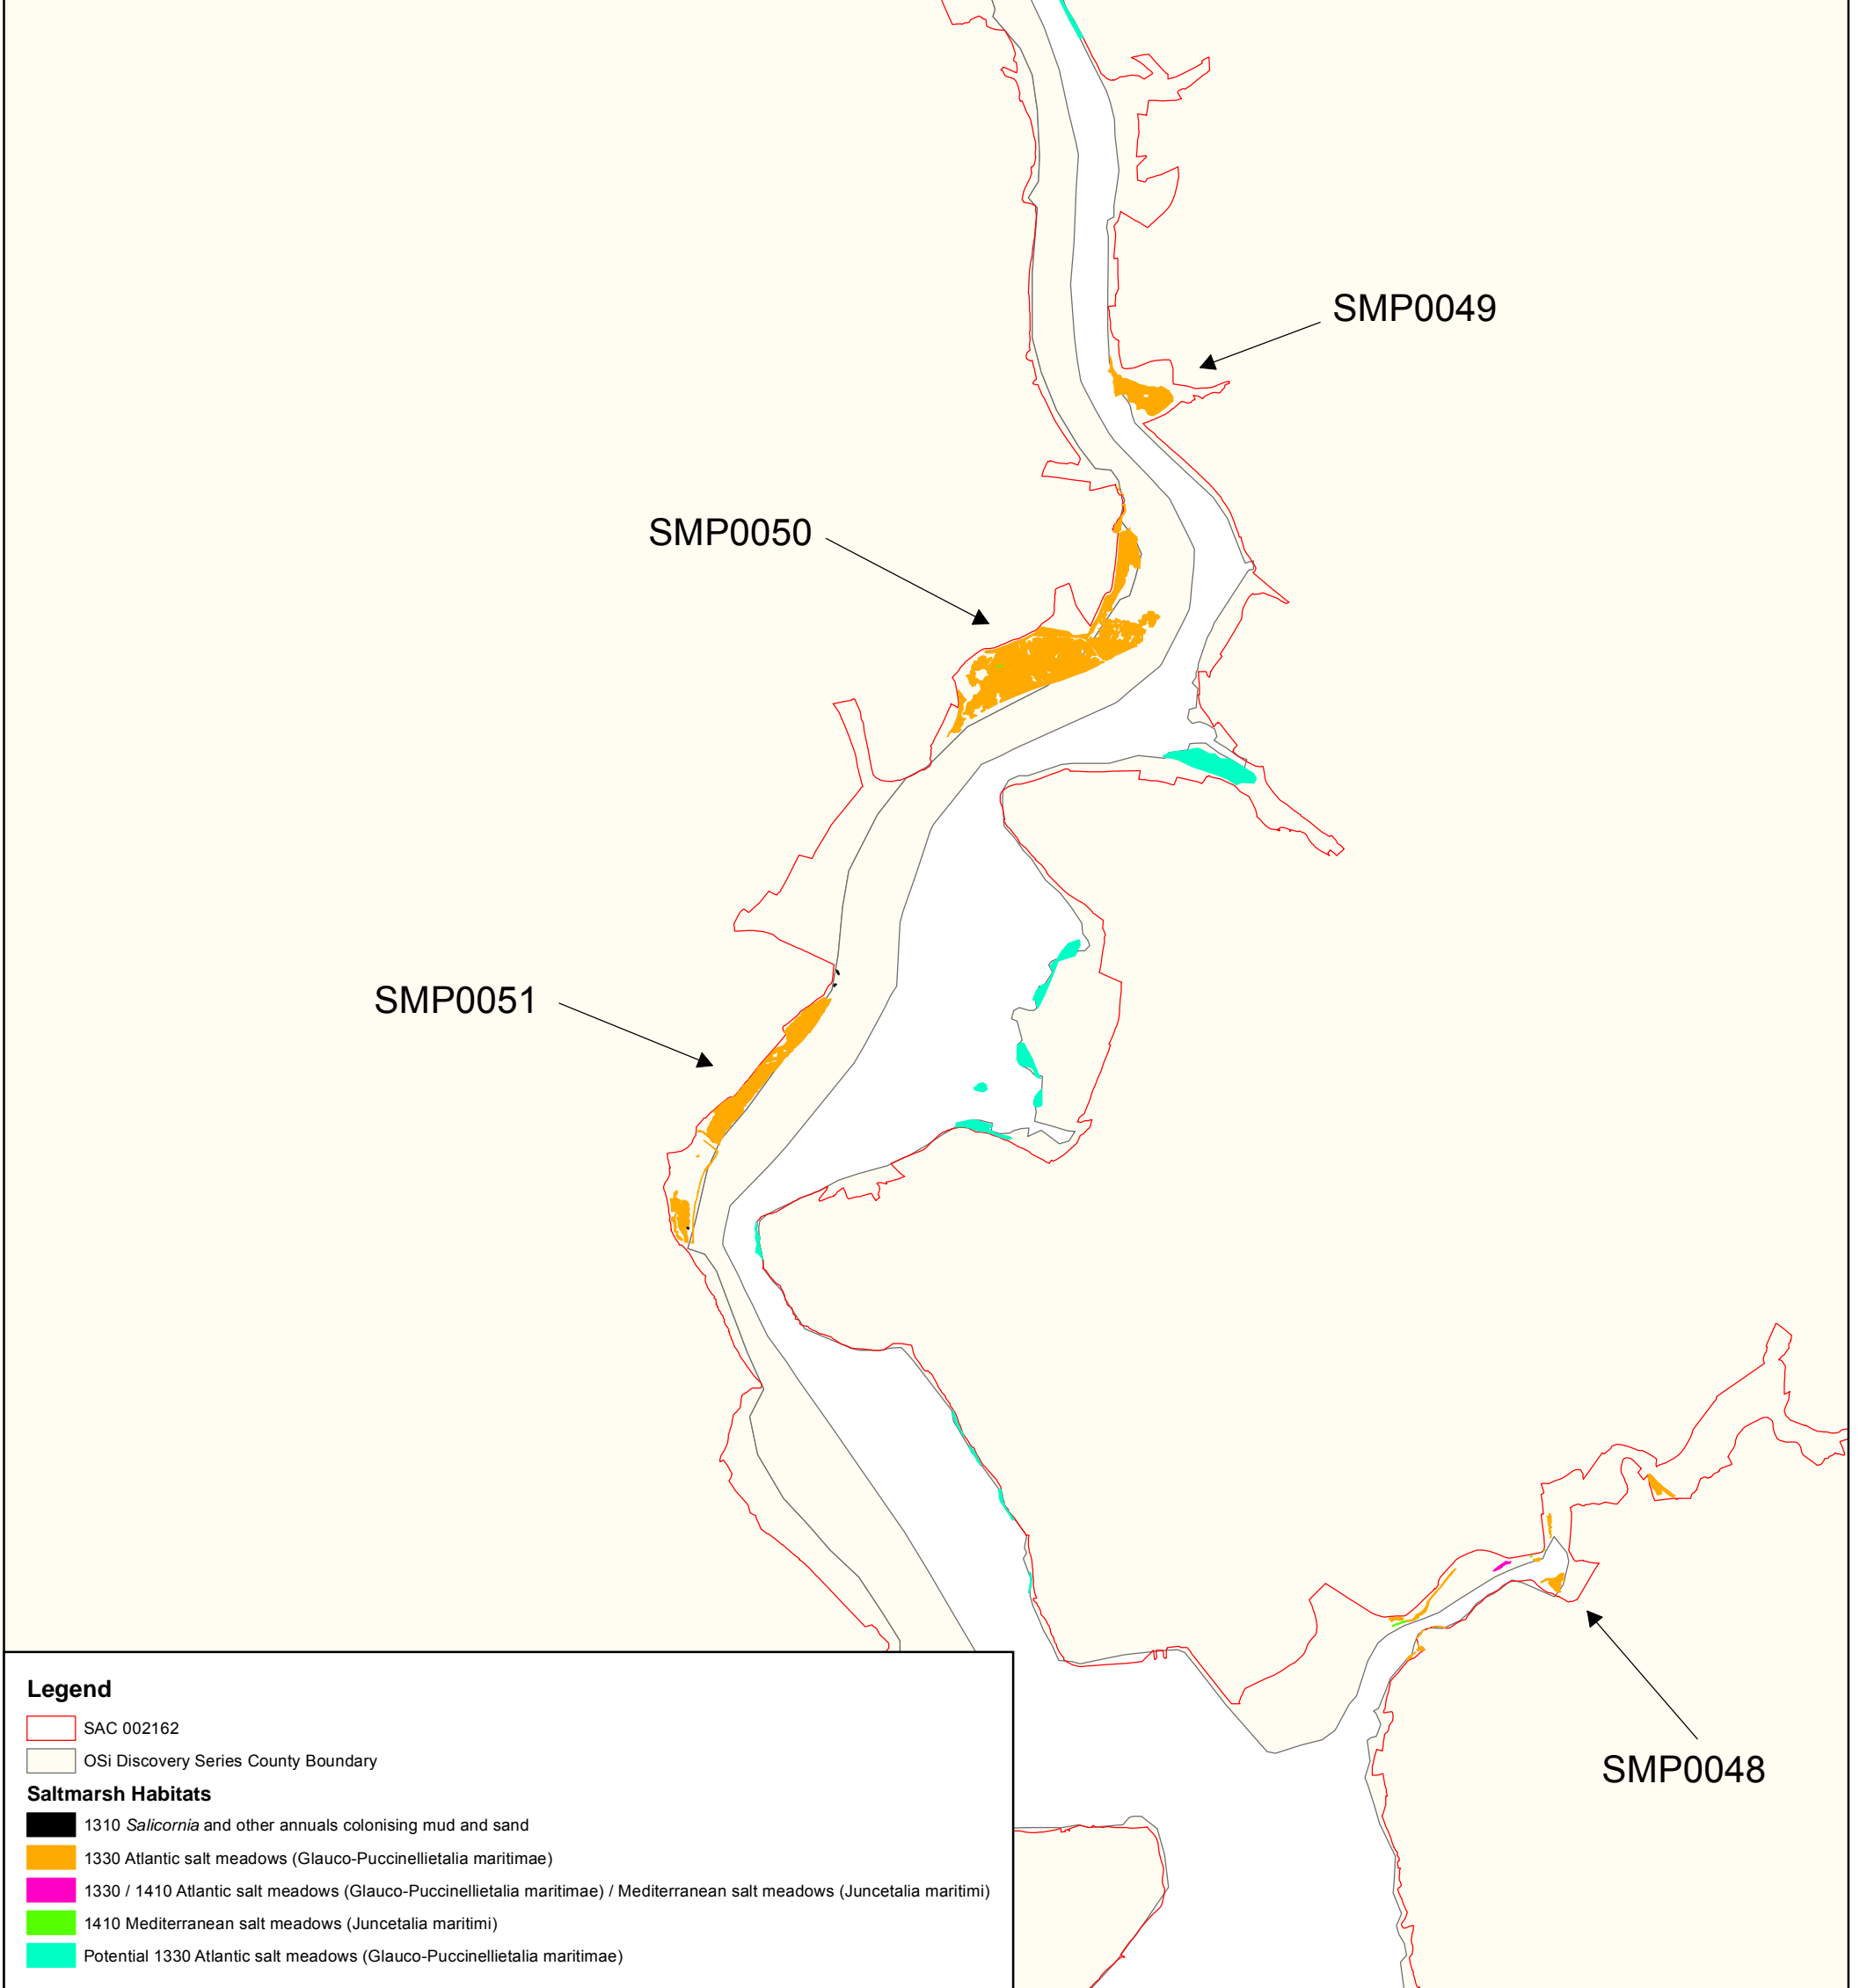 SMP0049
SMP0050
SMP0051
SMP0048
Legend
SAC 002162
OSi Discovery Series County Boundary
Saltmarsh Habitats
1310 Salicornia and other annuals colonising mud and sand
1330 Atlantic salt meadows (Glauco-Puccinellietalia maritimae)
1330 / 1410 Atlantic salt meadows (Glauco-Puccinellietalia maritimae) / Mediterranean salt meadows (Juncetalia maritimi)
1410 Mediterranean salt meadows (Juncetalia maritimi)
Potential 1330 Atlantic salt meadows (Glauco-Puccinellietalia maritimae)